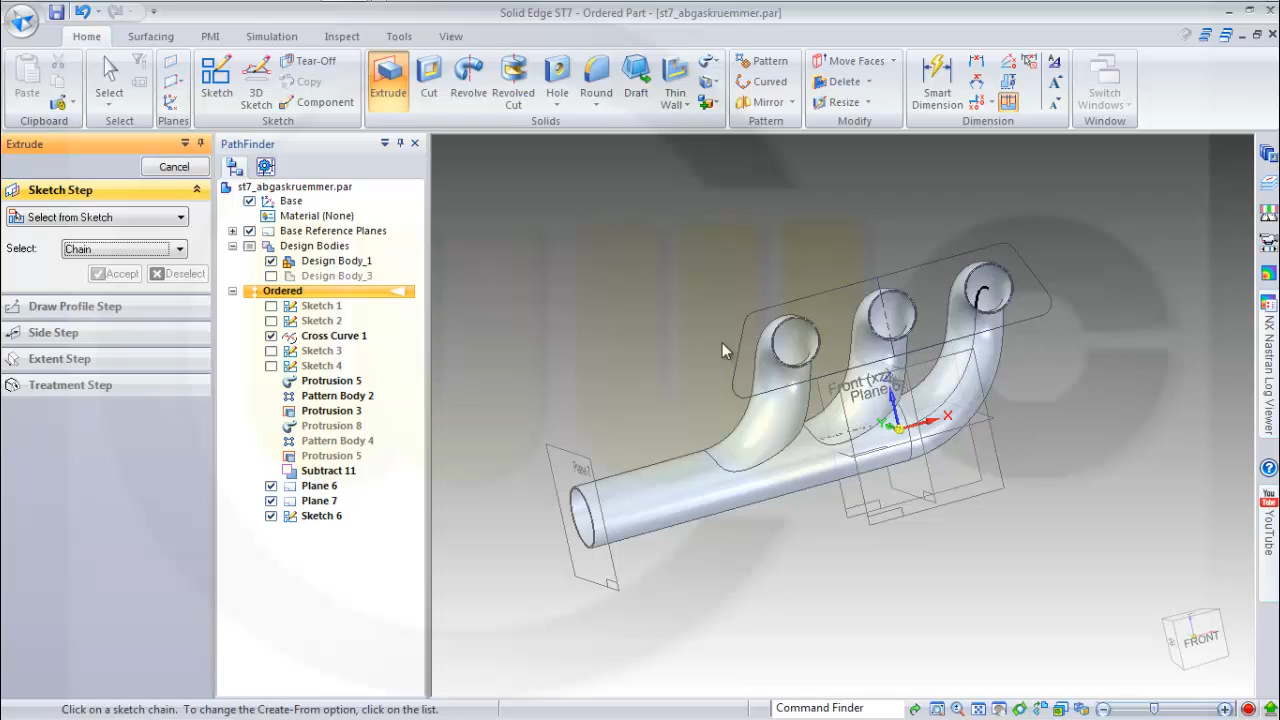 Solid Edge ST7 - Ordered Part - [st7_abgaskruemmer.par]
Home
Surfacing
PMI
Simulation
Inspect
Tools
View
Paste
Clipboard
Select
Select
Planes
Sketch
3D Sketch
Tear-Off
Copy
Component
Sketch
Extrude
Cut
Revolve
Revolved Cut
Hole
Round
Draft
Thin Wall
Solids
Pattern
Curved
Mirror
Pattern
Move Faces
Delete
Resize
Modify
Smart Dimension
Dimension
Switch Windows
Window
Extrude
Cancel
Sketch Step
Select from Sketch
Select:
Chain
Accept
Deselect
Draw Profile Step
Side Step
Extent Step
Treatment Step
PathFinder
st7_abgaskruemmer.par
Base
Material (None)
Base Reference Planes
Design Bodies
Design Body_1
Design Body_3
Ordered
Sketch 1
Sketch 2
Cross Curve 1
Sketch 3
Sketch 4
Protrusion 5
Pattern Body 2
Protrusion 3
Protrusion 8
Pattern Body 4
Protrusion 5
Subtract 11
Plane 6
Plane 7
Sketch 6
Front (xz)
Plane
X
FRONT
NX Nastran Log Viewer
You
Tube
YouTube
Click on a sketch chain. To change the Create-From option, click on the list.
Command Finder